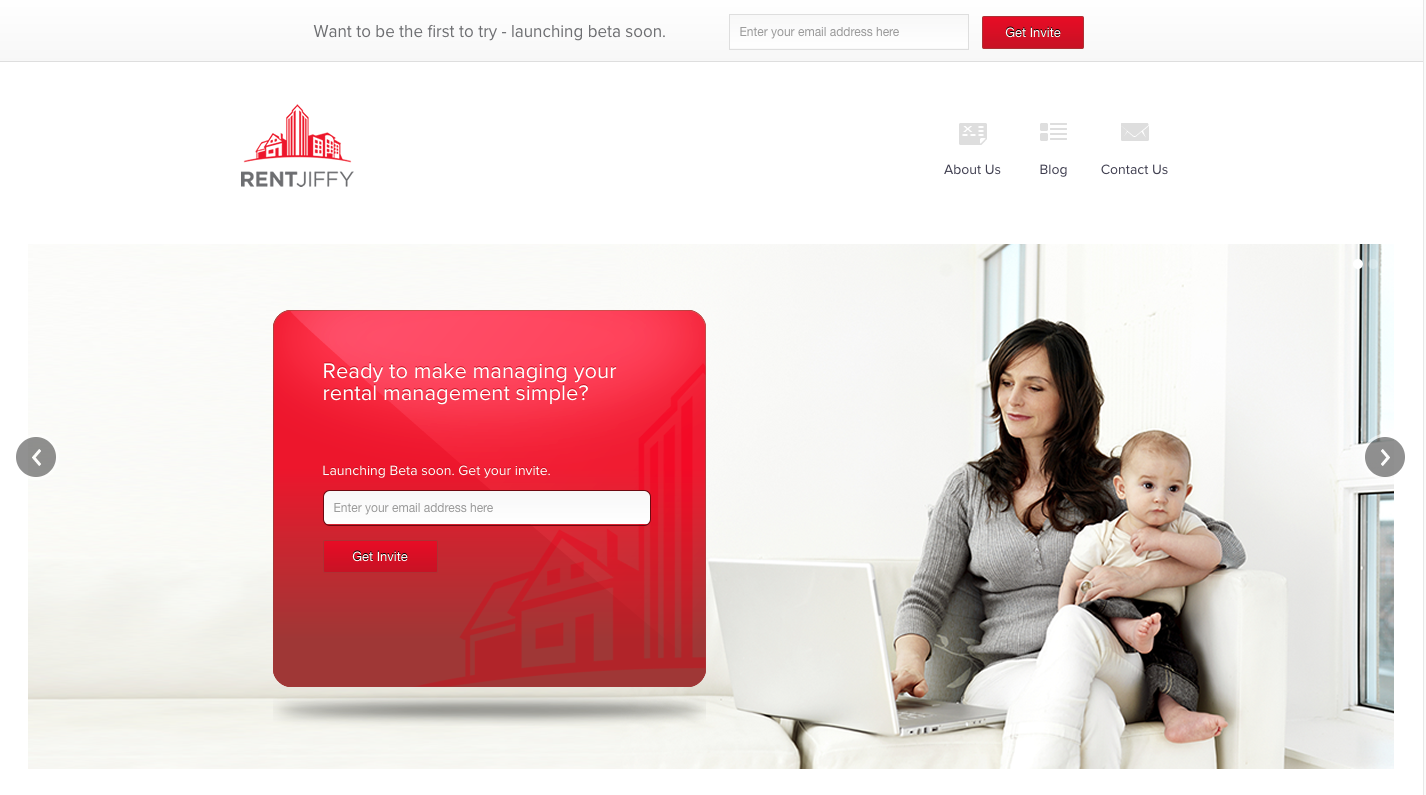 Want to be the first to try - launching beta soon.
Enter your email address here
Get Invite
RENTJIFFY
About Us
Blog
Contact Us
Ready to make managing your
rental management simple?
Launching Beta soon. Get your invite.
Enter your email address here
Get Invite